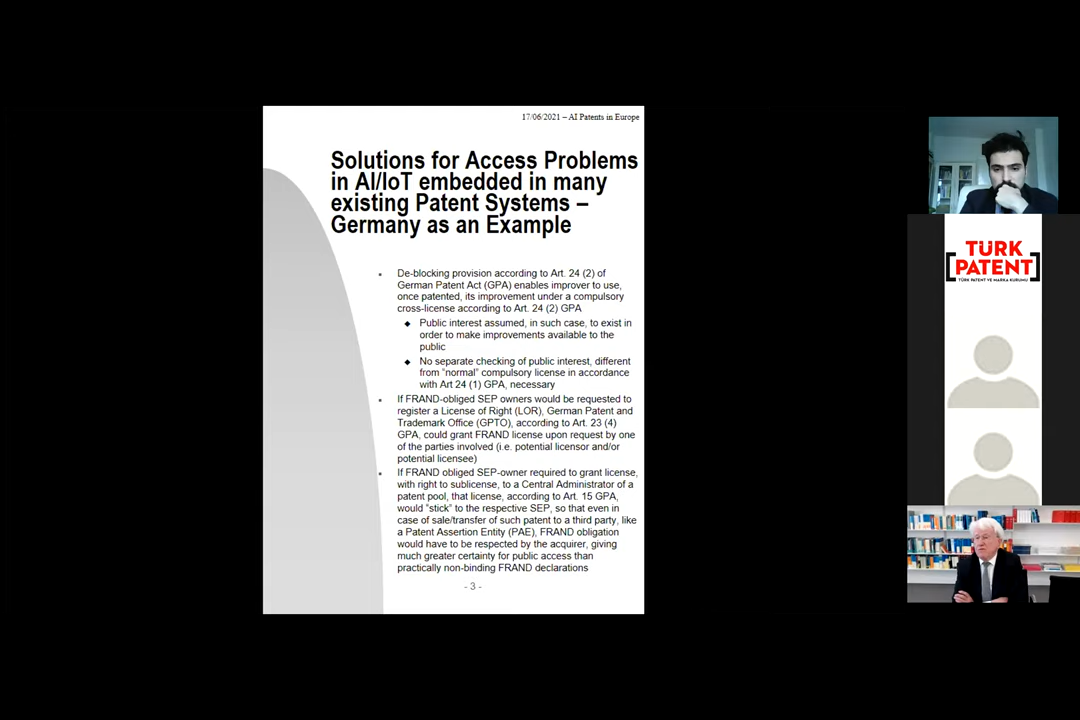 17/06/2021 – AI Patents in Europe
Solutions for Access Problems
in AI/IoT embedded in many
existing Patent Systems –
Germany as an Example
▪ De-blocking provision according to Art. 24 (2) of
German Patent Act (GPA) enables improver to use,
once patented, its improvement under a compulsory
cross-license according to Art. 24 (2) GPA
◆ Public interest assumed, in such case, to exist in
order to make improvements available to the
public
◆ No separate checking of public interest, different
from "normal" compulsory license in accordance
with Art 24 (1) GPA, necessary
▪ If FRAND-obliged SEP owners would be requested to
register a License of Right (LOR), German Patent and
Trademark Office (GPTO), according to Art. 23 (4)
GPA, could grant FRAND license upon request by one
of the parties involved (i.e. potential licensor and/or
potential licensee)
▪ If FRAND obliged SEP-owner required to grant license,
with right to sublicense, to a Central Administrator of a
patent pool, that license, according to Art. 15 GPA,
would "stick" to the respective SEP, so that even in
case of sale/transfer of such patent to a third party, like
a Patent Assertion Entity (PAE), FRAND obligation
would have to be respected by the acquirer, giving
much greater certainty for public access than
practically non-binding FRAND declarations
- 3 -
TÜRK
PATENT
TÜRK PATENT VE MARKA KURUMU